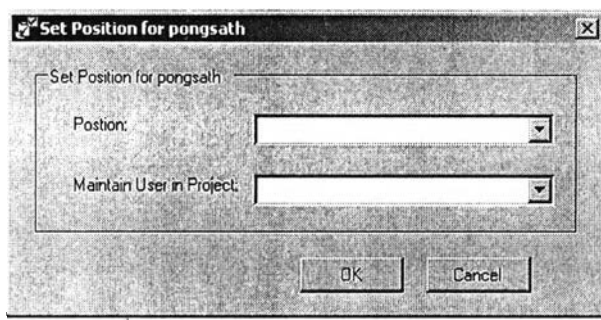 Set Position for pongsath
Set Position for pongsath
Postion:
Maintain User in Project:
OK
Cancel